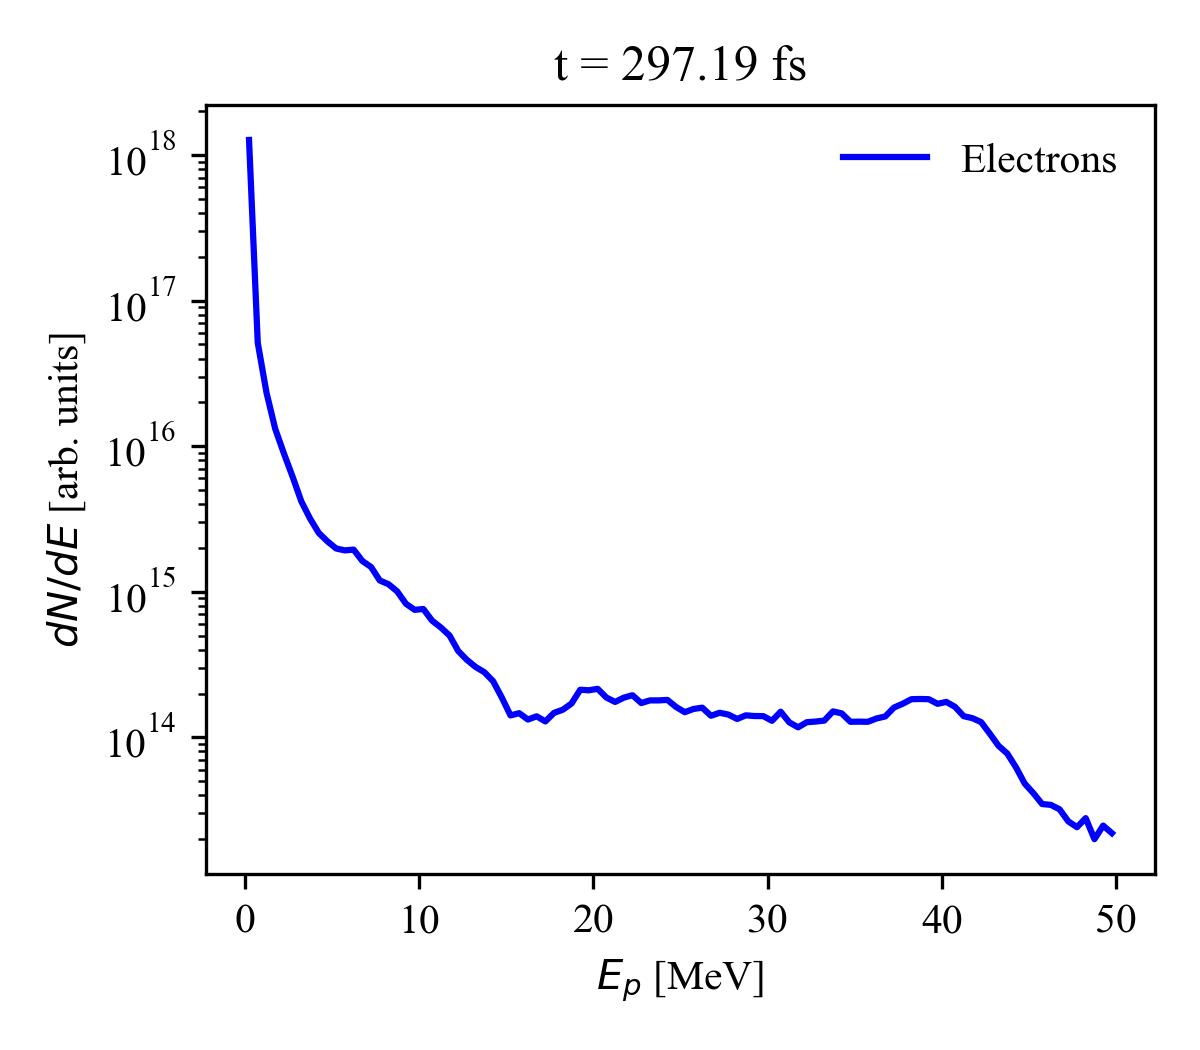 t = 297.19 fs
Electrons
10^18
10^17
10^16
10^15
10^14
dN/dE [arb. units]
0 10 20 30 40 50
E_p [MeV]